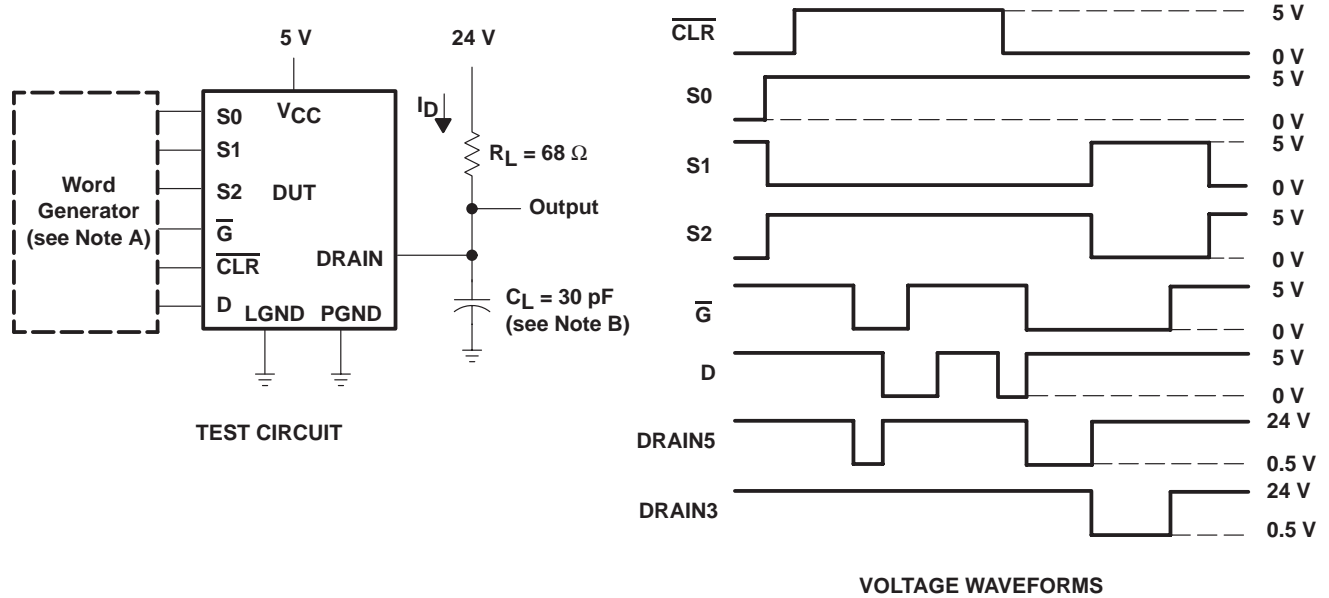 5 V
24 V
Word
Generator
(see Note A)
S0
S1
S2
G
CLR
D
VCC
DUT
DRAIN
LGND PGND
ID
RL = 68 Ω
Output
CL = 30 pF
(see Note B)
TEST CIRCUIT
CLR
5 V
0 V
S0
5 V
0 V
S1
5 V
0 V
S2
5 V
0 V
G
5 V
0 V
D
5 V
0 V
DRAIN5
24 V
0.5 V
DRAIN3
24 V
0.5 V
VOLTAGE WAVEFORMS